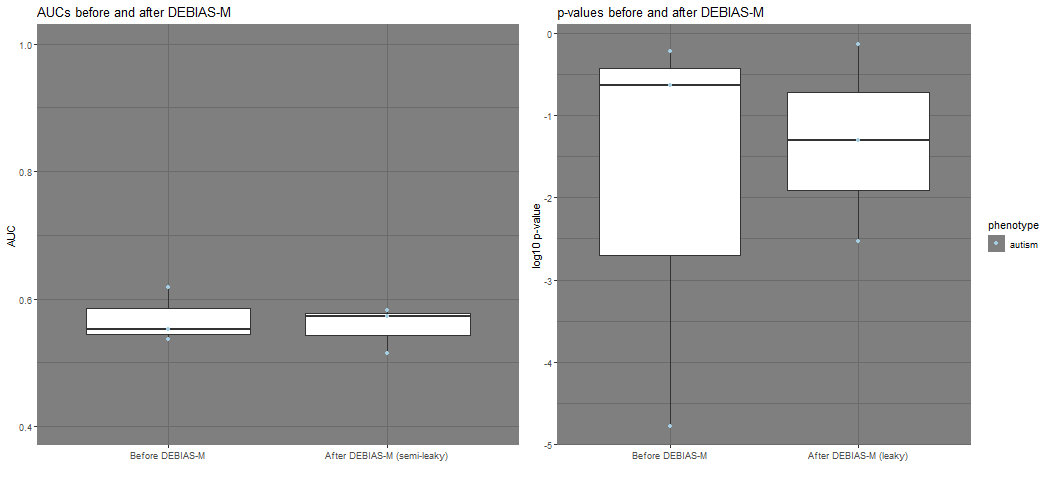 AUCs before and after DEBIAS-M
1.0
0.8
0.6
0.4
AUC
Before DEBIAS-M
After DEBIAS-M (semi-leaky)
p-values before and after DEBIAS-M
0
-1
-2
-3
-4
-5
log10 p-value
Before DEBIAS-M
After DEBIAS-M (leaky)
phenotype
autism